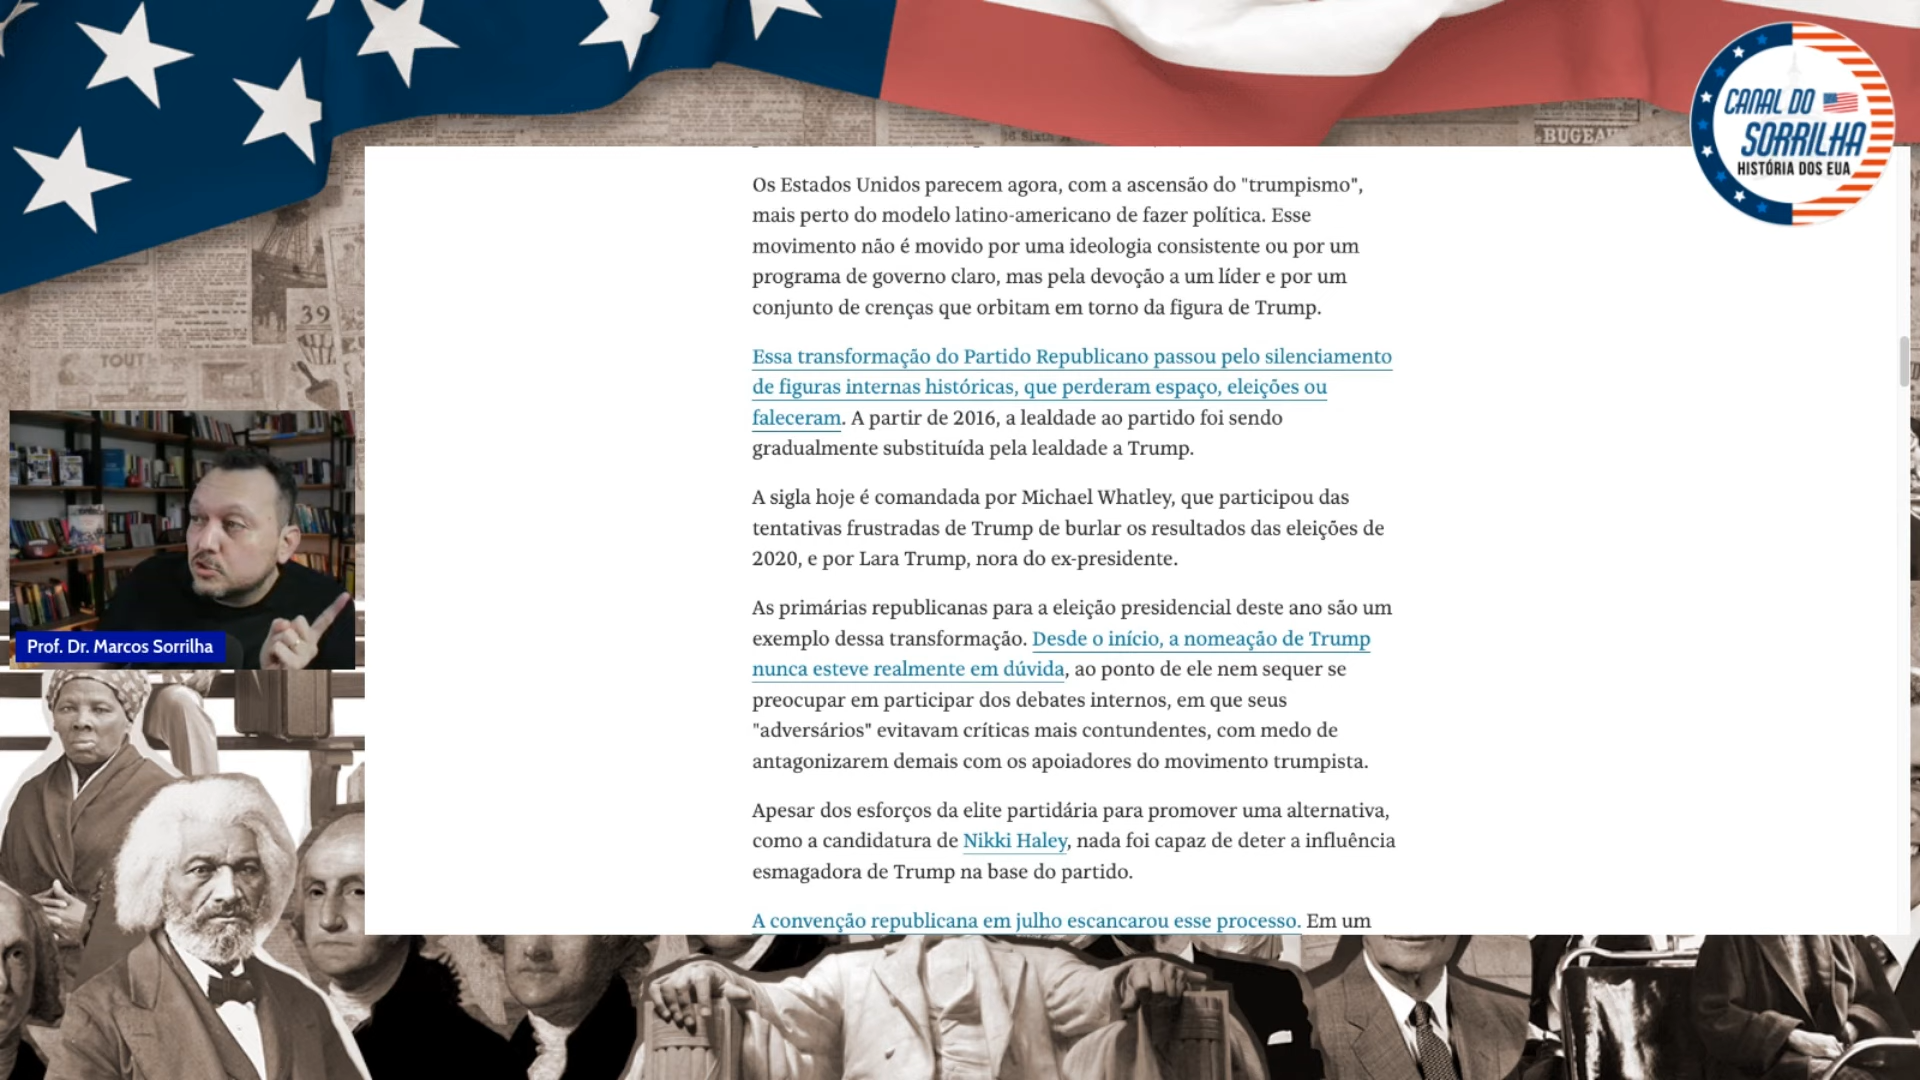 CANAL DO
SORRILHA
HISTÓRIA DOS EUA
BUGEAU
39
TOUT
Os Estados Unidos parecem agora, com a ascensão do "trumpismo",
mais perto do modelo latino-americano de fazer política. Esse
movimento não é movido por uma ideologia consistente ou por um
programa de governo claro, mas pela devoção a um líder e por um
conjunto de crenças que orbitam em torno da figura de Trump.
Essa transformação do Partido Republicano passou pelo silenciamento
de figuras internas históricas, que perderam espaço, eleições ou
faleceram. A partir de 2016, a lealdade ao partido foi sendo
gradualmente substituída pela lealdade a Trump.
A sigla hoje é comandada por Michael Whatley, que participou das
tentativas frustradas de Trump de burlar os resultados das eleições de
2020, e por Lara Trump, nora do ex-presidente.
As primárias republicanas para a eleição presidencial deste ano são um
exemplo dessa transformação. Desde o início, a nomeação de Trump
nunca esteve realmente em dúvida, ao ponto de ele nem sequer se
preocupar em participar dos debates internos, em que seus
"adversários" evitavam críticas mais contundentes, com medo de
antagonizarem demais com os apoiadores do movimento trumpista.
Apesar dos esforços da elite partidária para promover uma alternativa,
como a candidatura de Nikki Haley, nada foi capaz de deter a influência
esmagadora de Trump na base do partido.
A convenção republicana em julho escancarou esse processo. Em um
Prof. Dr. Marcos Sorrilha